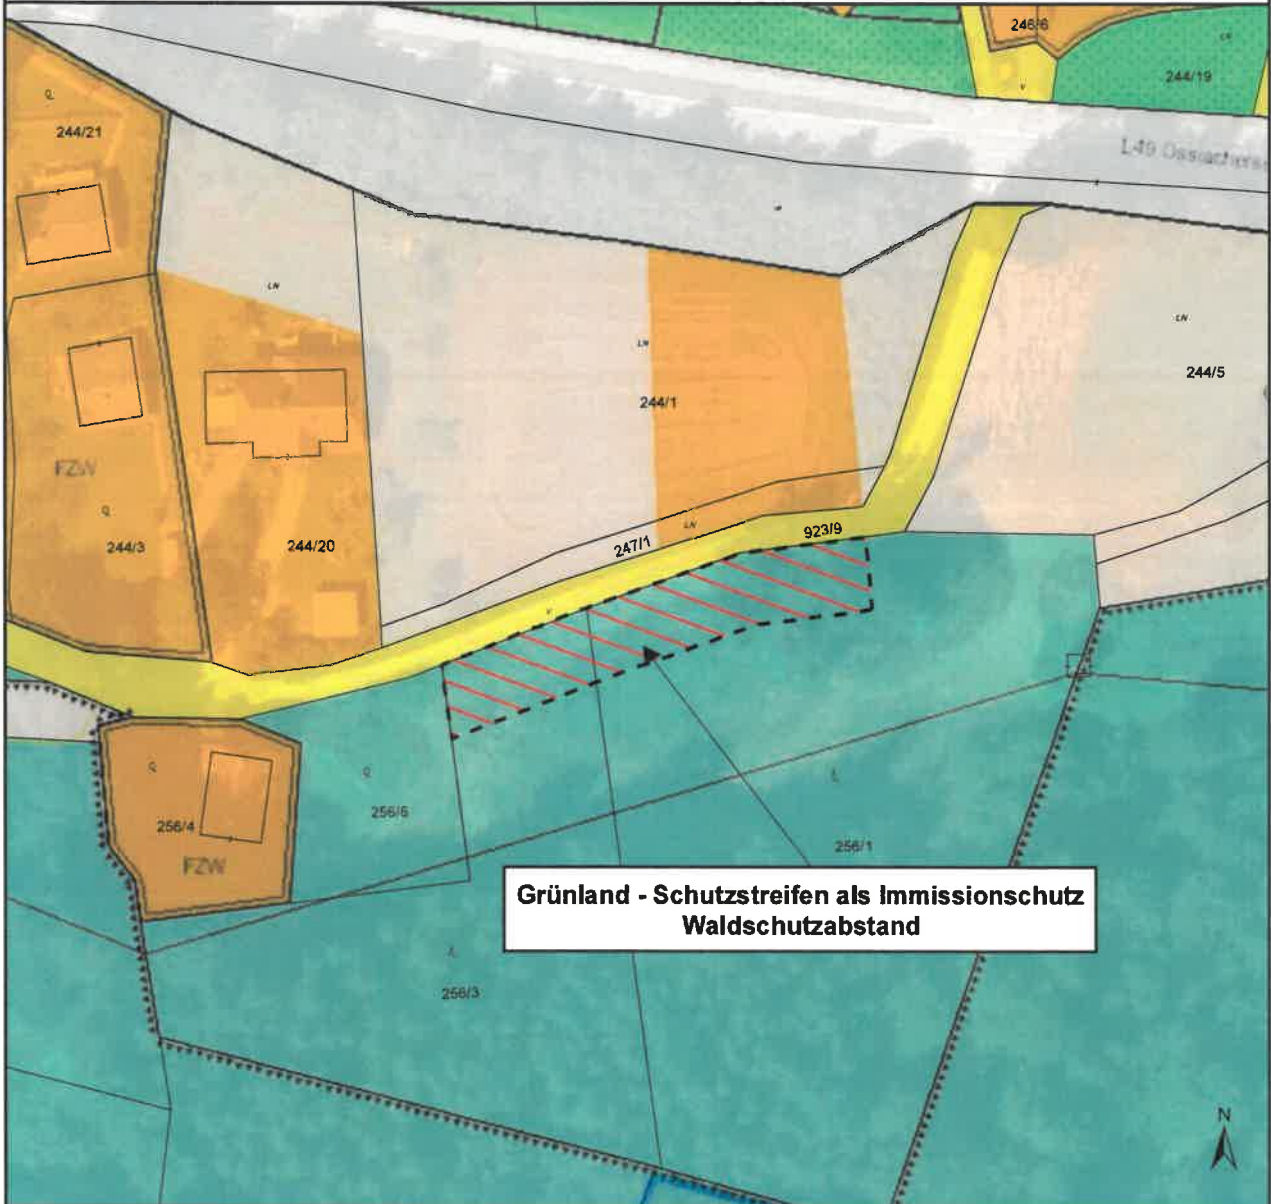 246/6
244/19
244/21
L49
LN
LN
LN
244/5
244/1
FZW
LN
923/9
244/3
244/20
247/1
256/4
256/6
FZW
256/1
Grünland - Schutzstreifen als Immissionschutz
Waldschutzabstand
256/3
N